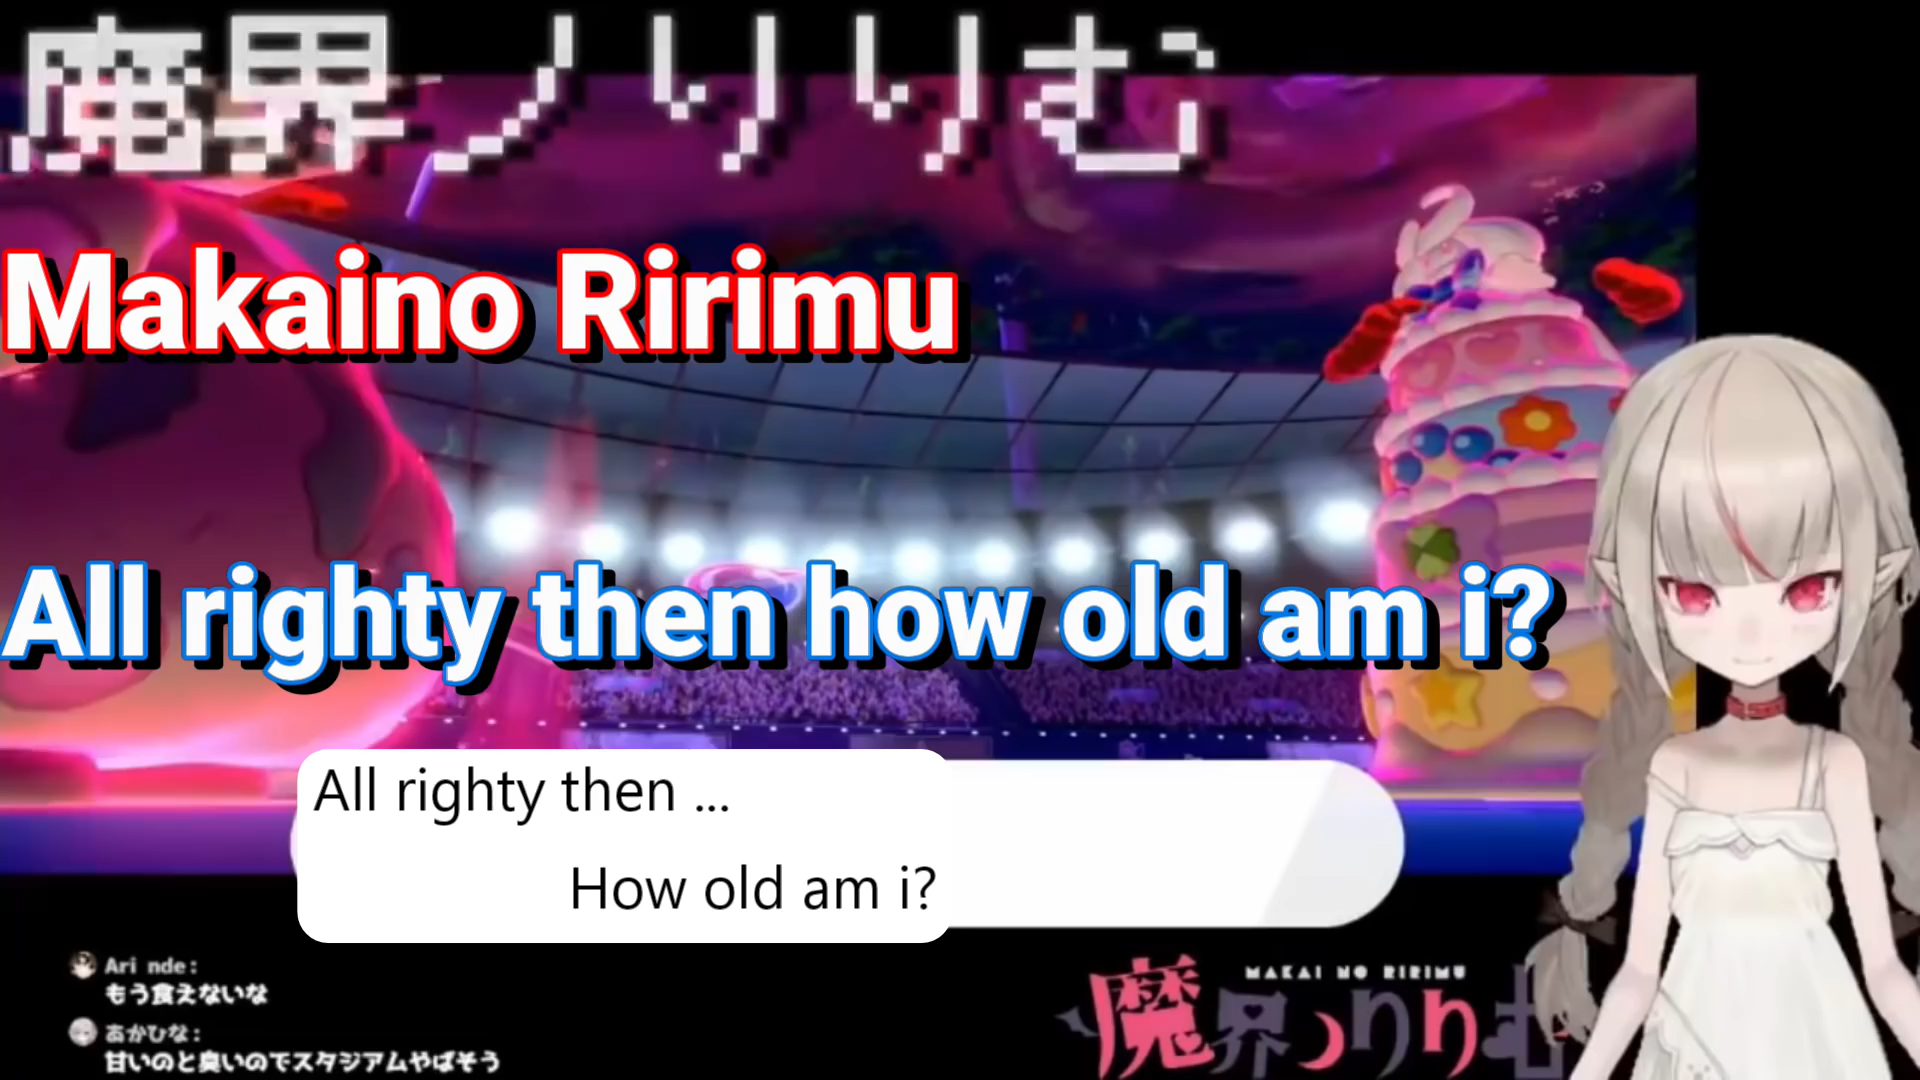 魔界ノりりむ
Makaino Ririmu
All righty then how old am i?
All righty then ...
How old am i?
Ari nde:
もう食えないな
あかひな:
甘いのと臭いのでスタジアムやばそう
MAKAI NO RIRIMU
魔界ノりりむ